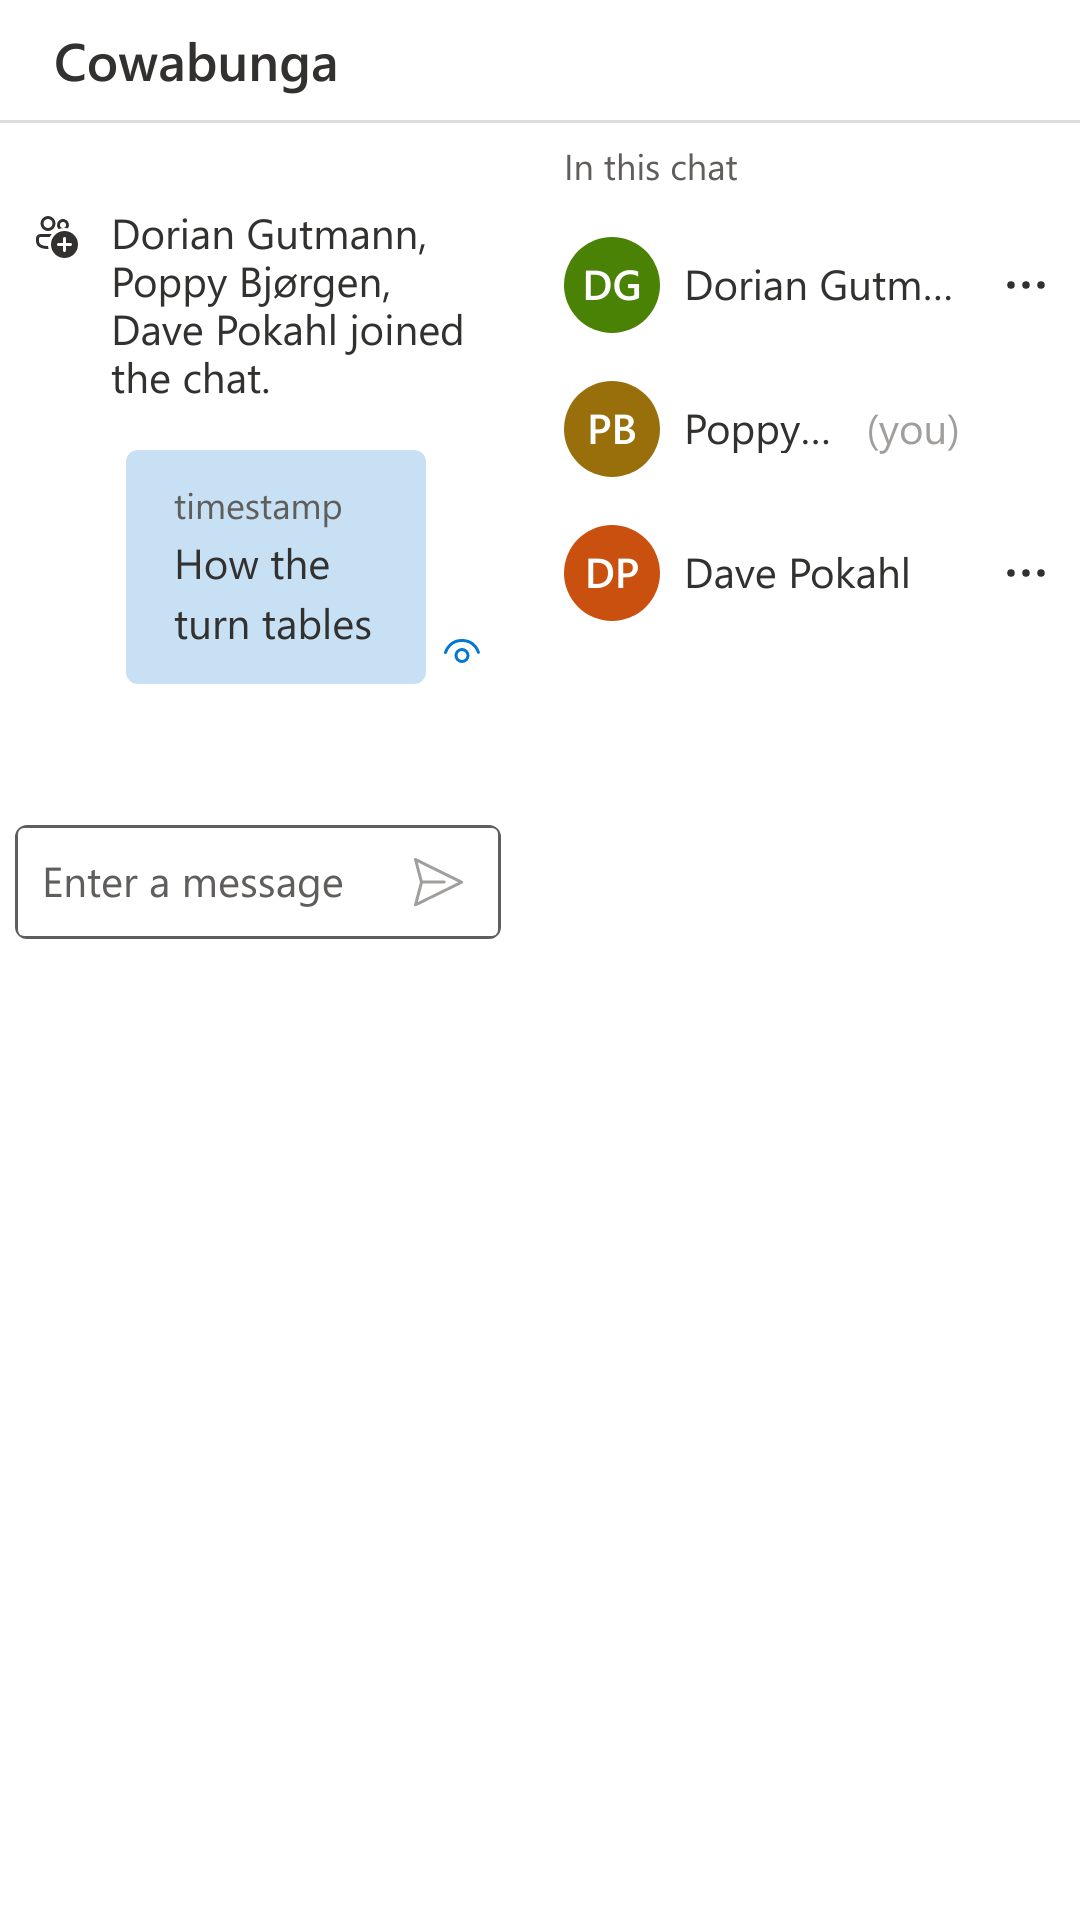 Cowabunga
Dorian Gutmann,
Poppy Bjørgen,
Dave Pokahl joined
the chat.
timestamp
How the
turn tables
Enter a message
In this chat
DG Dorian Gutm...
PB Poppy... (you)
DP Dave Pokahl